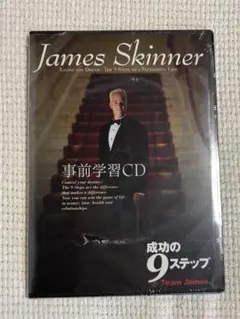 James Skinner
Living the Dream: The 9 Steps to a Successful Life
事前学習CD
Control your destiny!
The 9 Steps are the difference
that makes a difference.
Now you can win the game of life
in money, time, health and
relationships.
成功の
9ステップ
Team James